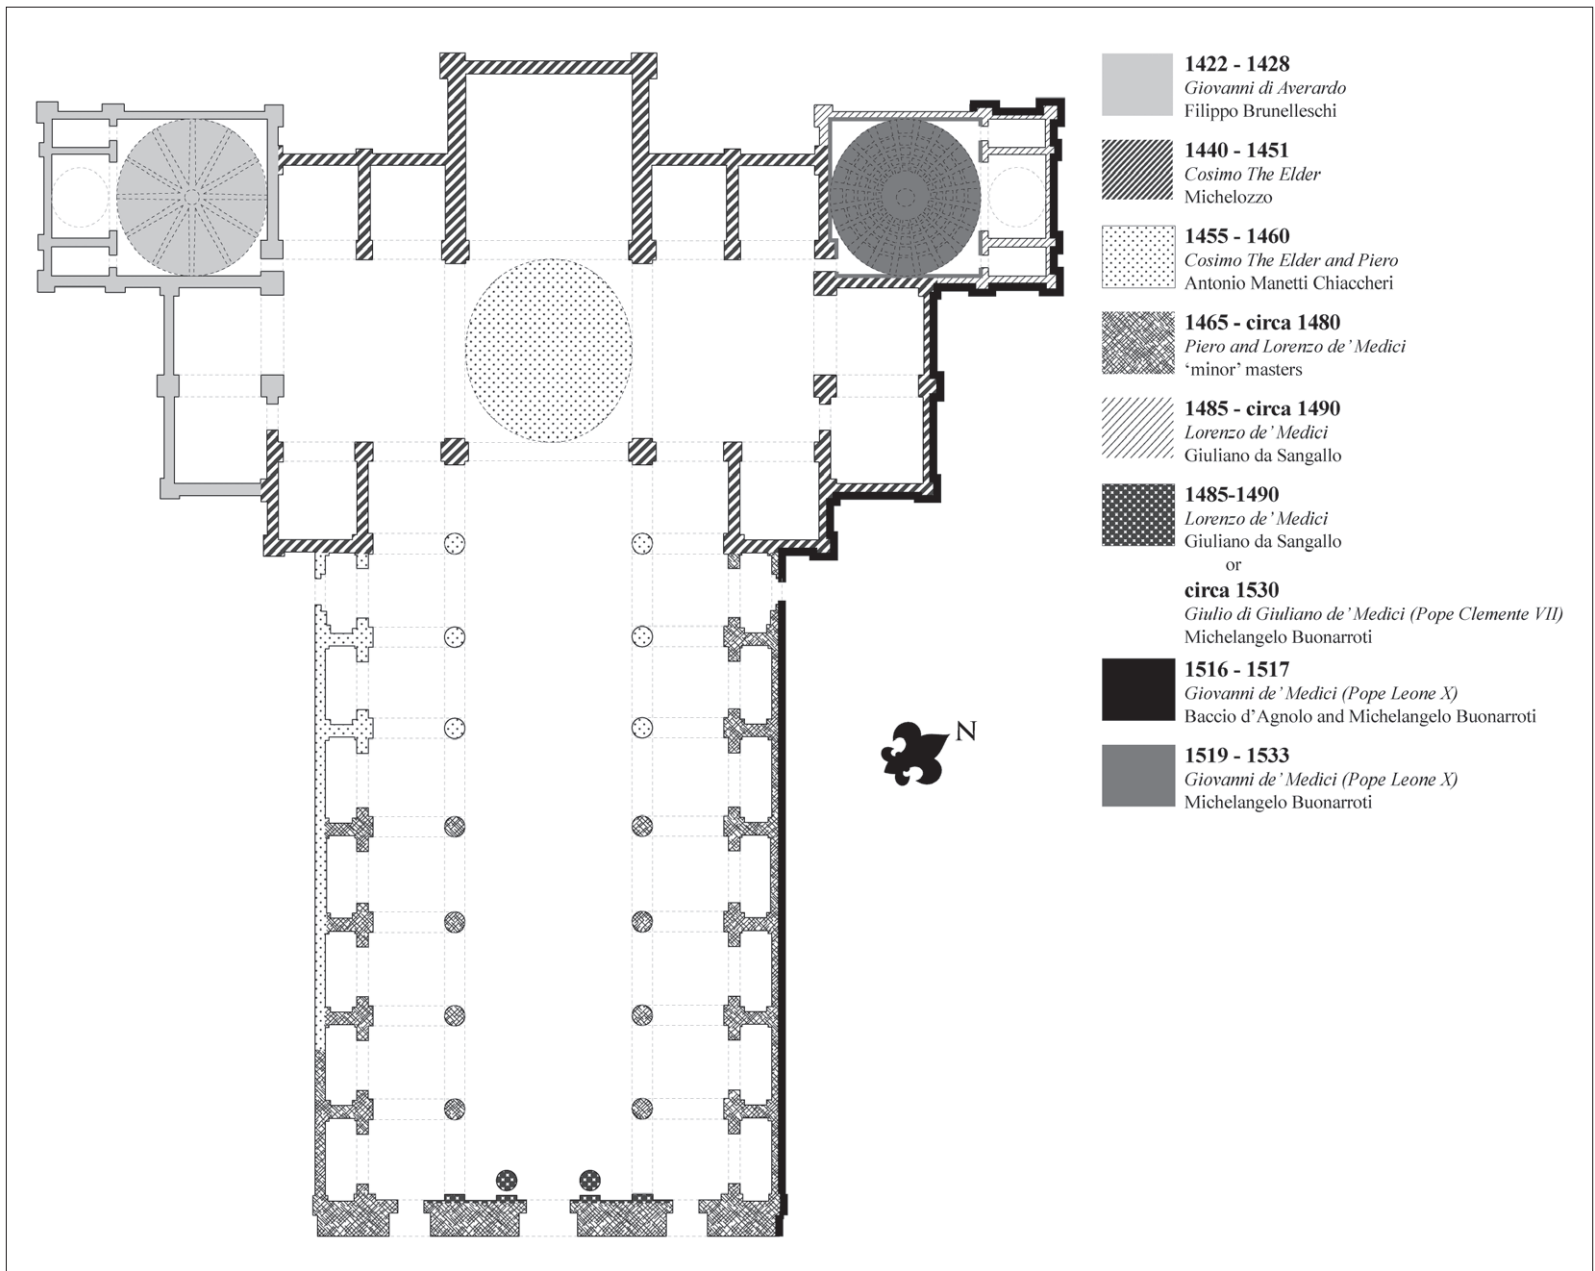 1422 - 1428
Giovanni di Averardo
Filippo Brunelleschi
1440 - 1451
Cosimo The Elder
Michelozzo
1455 - 1460
Cosimo The Elder and Piero
Antonio Manetti Chiaccheri
1465 - circa 1480
Piero and Lorenzo de’ Medici
‘minor’ masters
1485 - circa 1490
Lorenzo de’ Medici
Giuliano da Sangallo
1485-1490
Lorenzo de’ Medici
Giuliano da Sangallo
or
circa 1530
Giulio di Giuliano de’ Medici (Pope Clemente VII)
Michelangelo Buonarroti
1516 - 1517
Giovanni de’ Medici (Pope Leone X)
Baccio d’Agnolo and Michelangelo Buonarroti
1519 - 1533
Giovanni de’ Medici (Pope Leone X)
Michelangelo Buonarroti
N